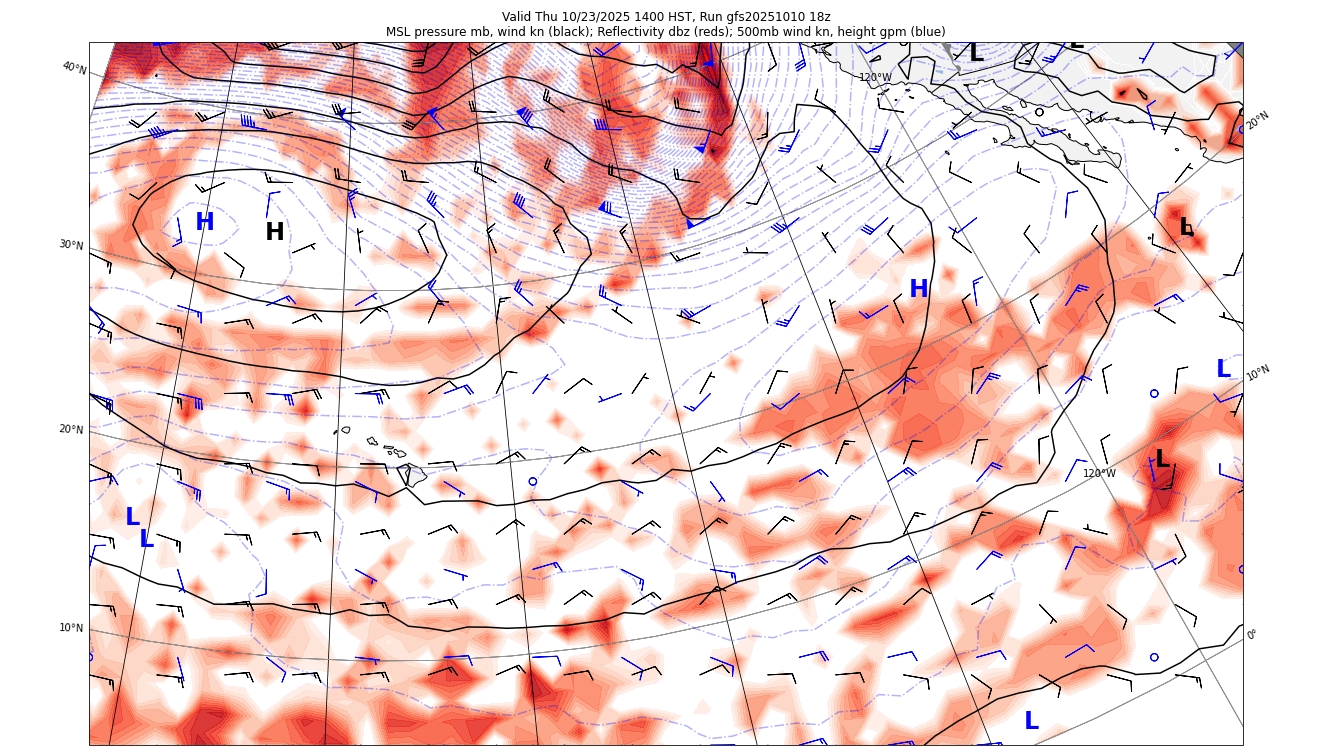 Valid Thu 10/23/2025 1400 HST, Run gfs20251010 18z
MSL pressure mb, wind kn (black); Reflectivity dbz (reds); 500mb wind kn, height gpm (blue)
L
L
40°N
120°W
20°N
H
H
L
30°N
H
L
10°N
20°N
L
120°W
L
L
10°N
0°
L